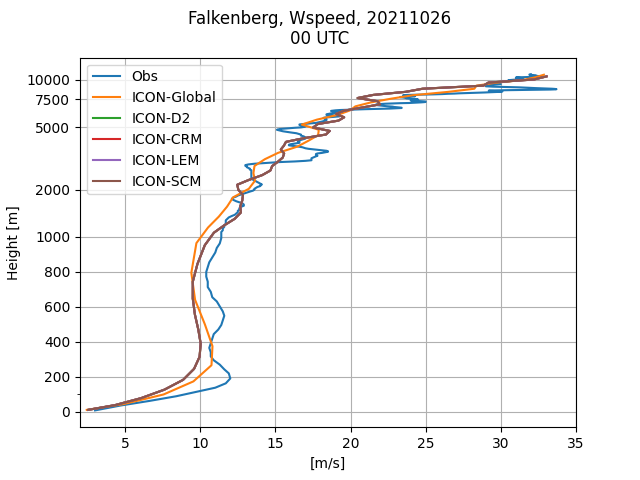 Falkenberg, Wspeed, 20211026
00 UTC
Obs
ICON-Global
ICON-D2
ICON-CRM
ICON-LEM
ICON-SCM
Height [m]
10000
7500
5000
2000
1000
800
600
400
200
0
5 10 15 20 25 30 35
[m/s]